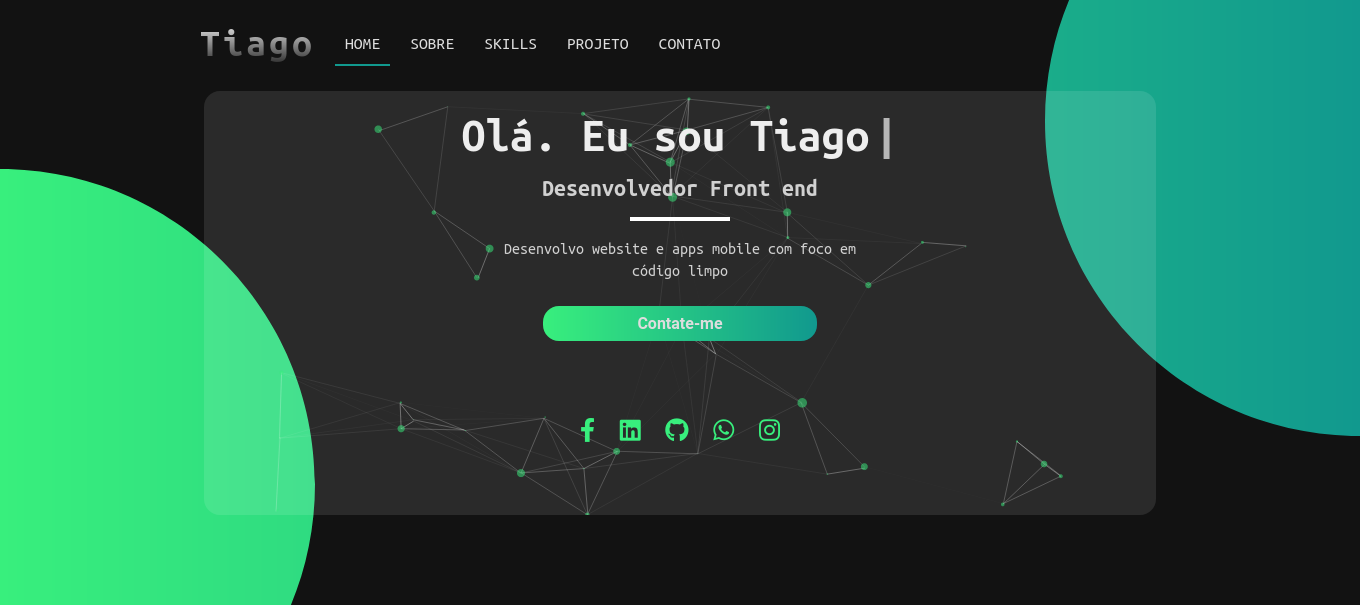 Tiago
HOME SOBRE SKILLS PROJETO CONTATO
Olá. Eu sou Tiago|
Desenvolvedor Front end
Desenvolvo website e apps mobile com foco em
código limpo
Contate-me